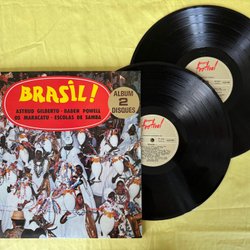 BRASIL!
ASTRUD GILBERTO - BADEN POWELL
OS MARACATU - ESCOLAS DE SAMBA
ALBUM
2
DISQUES
Festival
Festival